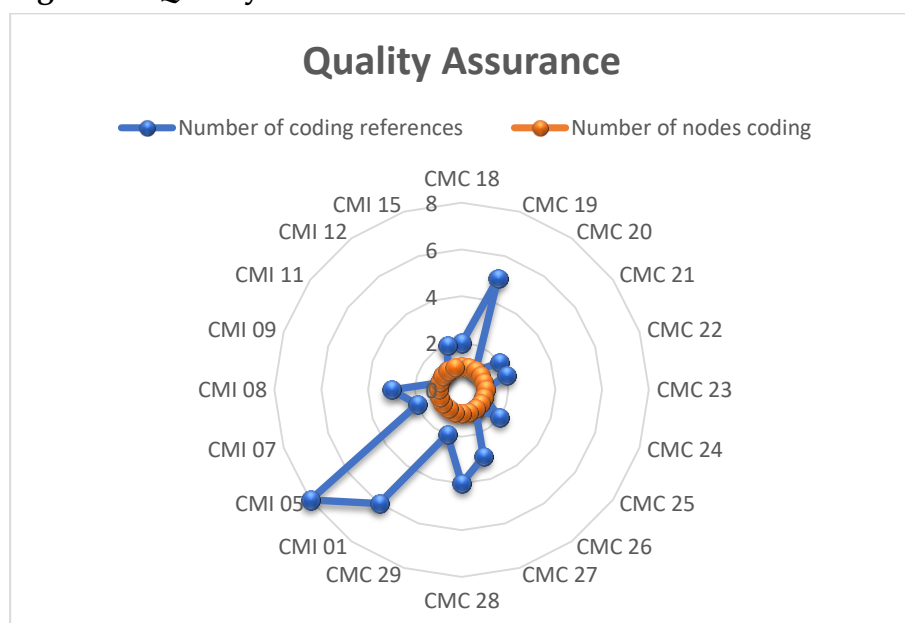 Quality Assurance
Number of coding references Number of nodes coding
CMC 18
CMI 15 8 CMC 19
CMI 12 CMC 20
6
CMI 11 CMC 21
4
CMI 09 CMC 22
2
CMI 08 CMC 23
CMI 07 CMC 24
CMI 05 CMC 25
CMI 01 CMC 26
CMC 29 CMC 27
CMC 28